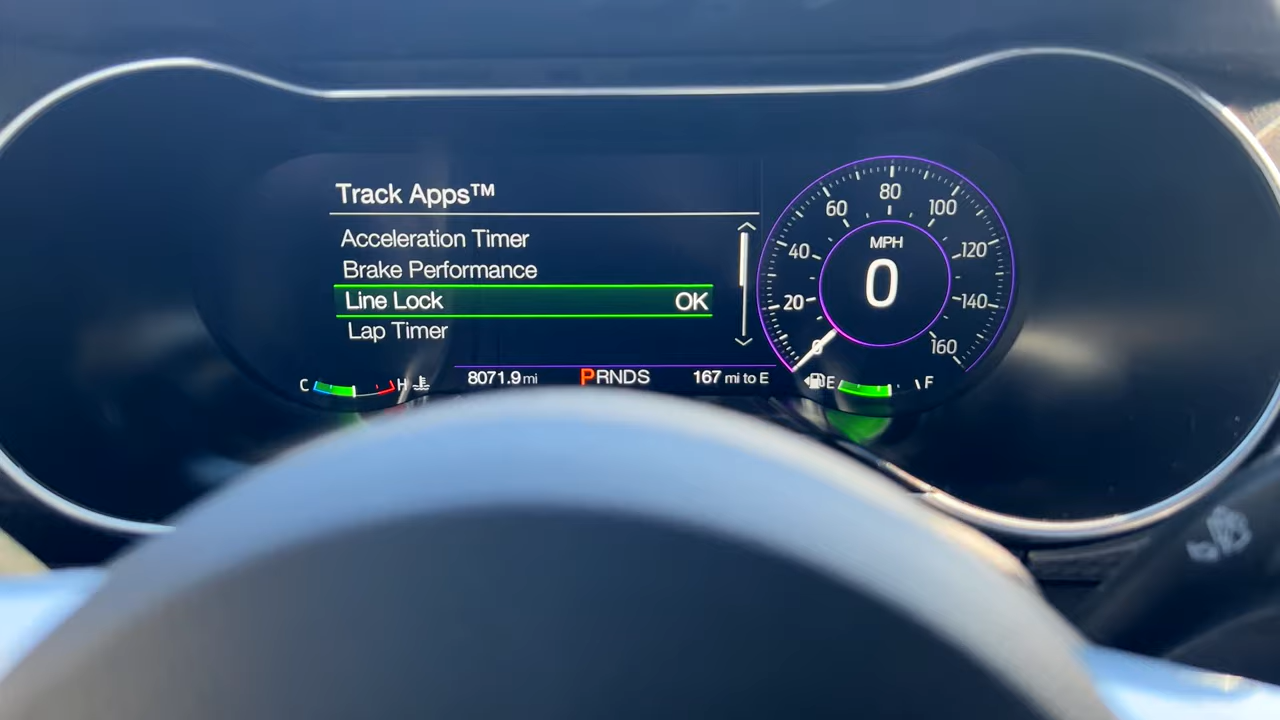 Track Apps™
Acceleration Timer
Brake Performance
Line Lock OK
Lap Timer
C H
8071.9 mi PRNDS 167 mi to E
E F
MPH
0
0
20
40
60
80
100
120
140
160